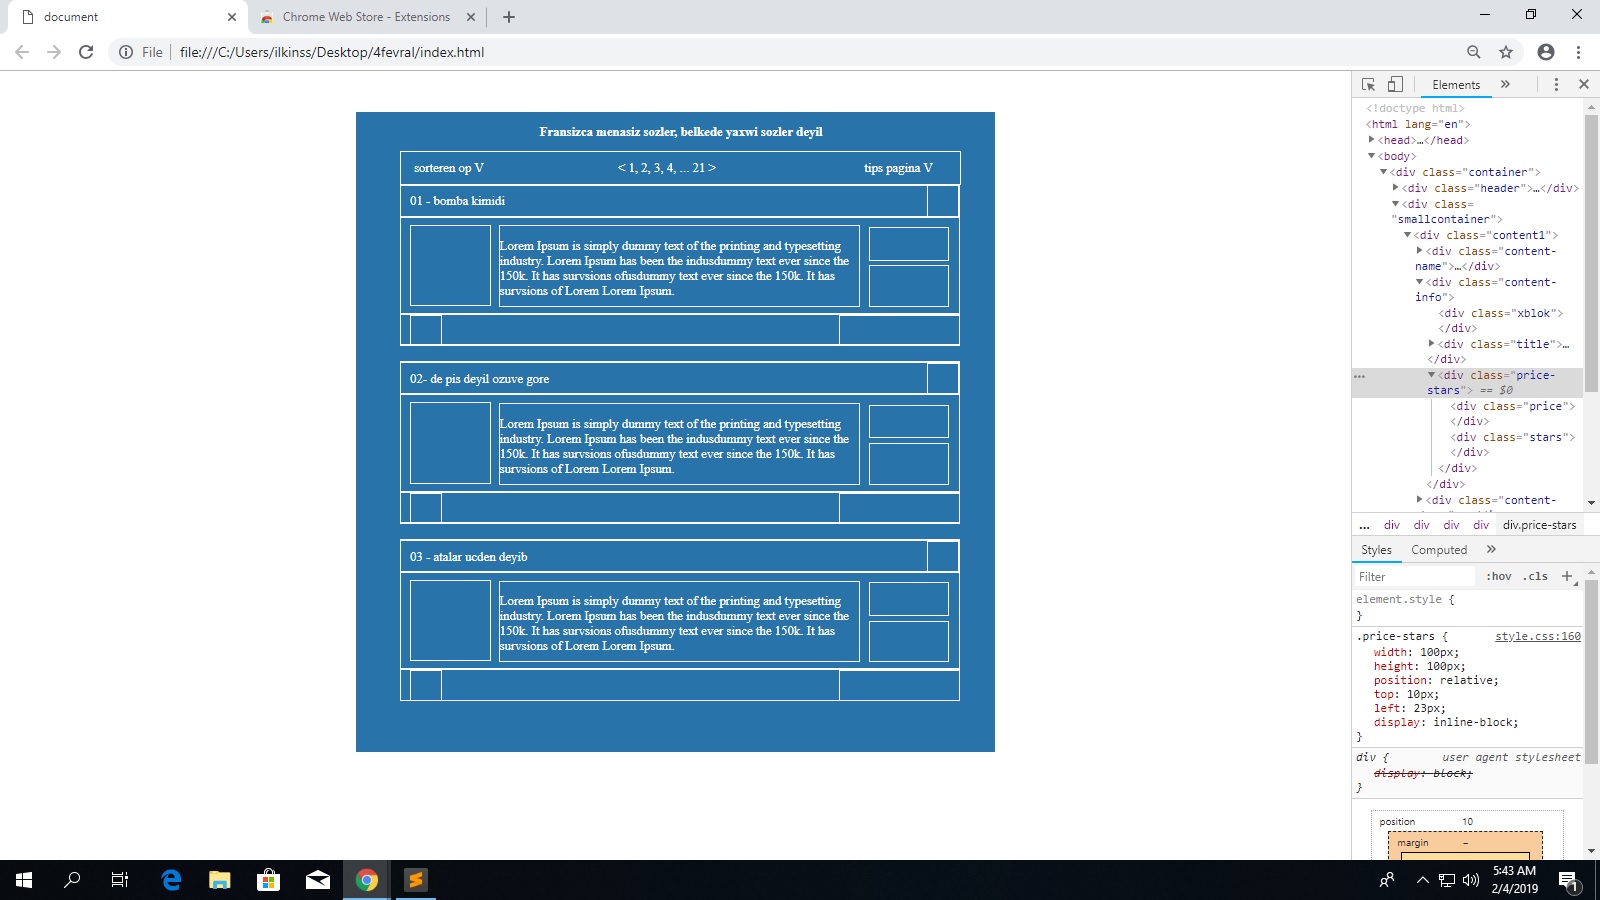 document
Chrome Web Store - Extensions
File
file:///C:/Users/ilkinss/Desktop/4fevral/index.html
Fransizca menasiz sozler, belkede yaxwi sozler deyil
sorteren op V
< 1, 2, 3, 4, ... 21 >
tips pagina V
01 - bomba kimidi
Lorem Ipsum is simply dummy text of the printing and typesetting
industry. Lorem Ipsum has been the indusdummy text ever since the
150k. It has survsions ofusdummy text ever since the 150k. It has
survsions of Lorem Lorem Ipsum.
02- de pis deyil ozuve gore
Lorem Ipsum is simply dummy text of the printing and typesetting
industry. Lorem Ipsum has been the indusdummy text ever since the
150k. It has survsions ofusdummy text ever since the 150k. It has
survsions of Lorem Lorem Ipsum.
03 - atalar ucden deyib
Lorem Ipsum is simply dummy text of the printing and typesetting
industry. Lorem Ipsum has been the indusdummy text ever since the
150k. It has survsions ofusdummy text ever since the 150k. It has
survsions of Lorem Lorem Ipsum.
Elements
<!doctype html>
<html lang="en">
<head>…</head>
<body>
<div class="container">
<div class="header">…</div>
<div class=
"smallcontainer">
<div class="content1">
<div class="content-
name">…</div>
<div class="content-
info">
<div class="xblok">
</div>
<div class="title">…
</div>
<div class="price-
stars"> == $0
<div class="price">
</div>
<div class="stars">
</div>
</div>
</div>
<div class="content-
... div div div div div.price-stars
Styles Computed
Filter :hov .cls +
element.style {
}
.price-stars { style.css:160
width: 100px;
height: 100px;
position: relative;
top: 10px;
left: 23px;
display: inline-block;
}
div { user agent stylesheet
display: block;
}
position 10
margin -
5:43 AM
2/4/2019
1